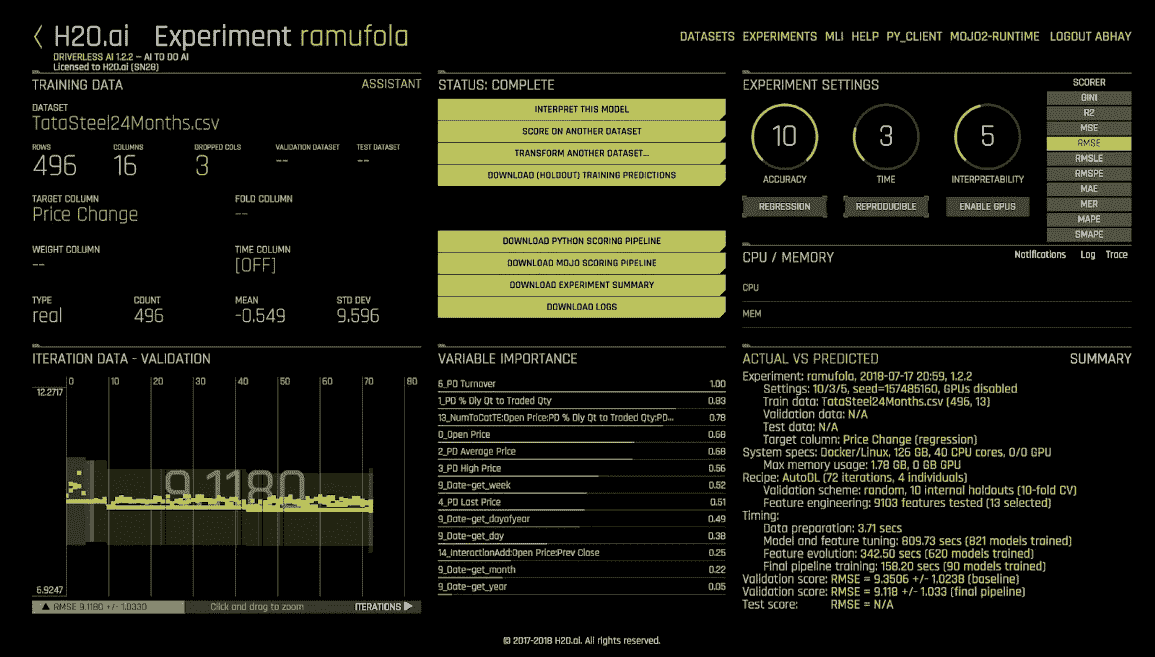 H2O.ai Experiment ramufola
DRIVERLESS AI 1.2.2 – AI TO DO AI
Licensed to H2O.ai (SN28)
DATASETS EXPERIMENTS MLI HELP PY_CLIENT MOJO2-RUNTIME LOGOUT ABHAY
TRAINING DATA ASSISTANT
DATASET
TataSteel24Months.csv
ROWS COLUMNS DROPPED COLS VALIDATION DATASET TEST DATASET
496 16 3 -- --
TARGET COLUMN FOLD COLUMN
Price Change --
WEIGHT COLUMN TIME COLUMN
-- [OFF]
TYPE COUNT MEAN STD DEV
real 496 -0.549 9.596
STATUS: COMPLETE
INTERPRET THIS MODEL
SCORE ON ANOTHER DATASET
TRANSFORM ANOTHER DATASET...
DOWNLOAD (HOLDOUT) TRAINING PREDICTIONS
DOWNLOAD PYTHON SCORING PIPELINE
DOWNLOAD MOJO SCORING PIPELINE
DOWNLOAD EXPERIMENT SUMMARY
DOWNLOAD LOGS
EXPERIMENT SETTINGS
10 3 5
ACCURACY TIME INTERPRETABILITY
REGRESSION REPRODUCIBLE ENABLE GPUS
SCORER
GINI
R2
MSE
RMSE
RMSLE
RMSPE
MAE
MER
MAPE
SMAPE
CPU / MEMORY Notifications Log Trace
CPU
MEM
ITERATION DATA - VALIDATION
0 10 20 30 40 50 60 70 80
12.2717
9.1180
6.9247
▲ RMSE 9.1180 +/- 1.0330 Click and drag to zoom ITERATIONS ▶
VARIABLE IMPORTANCE
6_PD Turnover 1.00
1_PD % Dly Qt to Traded Qty 0.83
13_NumToCatTE:Open Price:PD % Dly Qt to Traded Qty:PD... 0.78
0_Open Price 0.68
2_PD Average Price 0.68
3_PD High Price 0.56
9_Date~get_week 0.52
4_PD Last Price 0.51
9_Date~get_dayofyear 0.49
9_Date~get_day 0.38
14_InteractionAdd:Open Price:Prev Close 0.25
9_Date~get_month 0.22
9_Date~get_year 0.05
ACTUAL VS PREDICTED SUMMARY
Experiment: ramufola, 2018-07-17 20:59, 1.2.2
Settings: 10/3/5, seed=157485160, GPUs disabled
Train data: TataSteel24Months.csv (496, 13)
Validation data: N/A
Test data: N/A
Target column: Price Change (regression)
System specs: Docker/Linux, 126 GB, 40 CPU cores, 0/0 GPU
Max memory usage: 1.78 GB, 0 GB GPU
Recipe: AutoDL (72 iterations, 4 individuals)
Validation scheme: random, 10 internal holdouts (10-fold CV)
Feature engineering: 9103 features tested (13 selected)
Timing:
Data preparation: 3.71 secs
Model and feature tuning: 809.73 secs (821 models trained)
Feature evolution: 342.50 secs (620 models trained)
Final pipeline training: 158.20 secs (90 models trained)
Validation score: RMSE = 9.3506 +/- 1.0238 (baseline)
Validation score: RMSE = 9.118 +/- 1.033 (final pipeline)
Test score: RMSE = N/A
© 2017-2018 H2O.ai. All rights reserved.